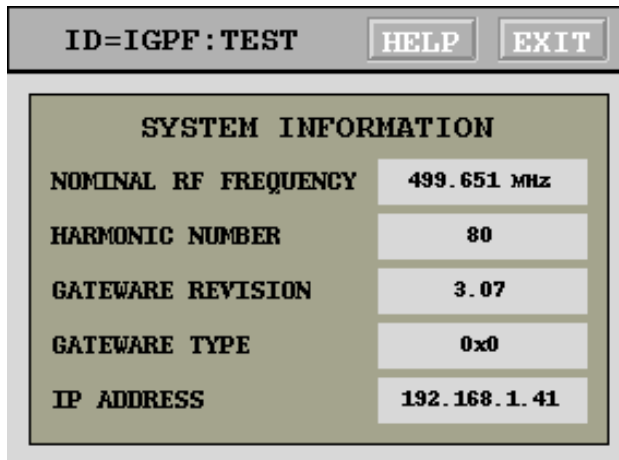 ID=IGPF:TEST HELP EXIT
SYSTEM INFORMATION
NOMINAL RF FREQUENCY 499.651 MHz
HARMONIC NUMBER 80
GATEWARE REVISION 3.07
GATEWARE TYPE 0x0
IP ADDRESS 192.168.1.41